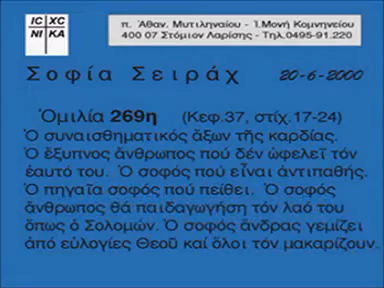 IC XC
NI KA
π. Ἀθαν. Μυτιληναίου - Ἱ.Μονή Κομνηνείου
400 07 Στόμιον Λαρίσης - Τηλ.0495-91.220
Σοφία Σειράχ 20-6-2000
Ὁμιλία 269η (Κεφ.37, στίχ.17-24)
Ὁ συναισθηματικός ἄξων τῆς καρδίας.
Ὁ ἔξυπνος ἄνθρωπος πού δέν ὠφελεῖ τόν
ἑαυτό του. Ὁ σοφός πού εἶναι ἀντιπαθής.
Ὁ πηγαῖα σοφός πού πείθει. Ὁ σοφός
ἄνθρωπος θά παιδαγωγήση τόν λαό του
ὅπως ὁ Σολομών. Ὁ σοφός ἄνδρας γεμίζει
ἀπό εὐλογίες Θεοῦ καί ὅλοι τόν μακαρίζουν.